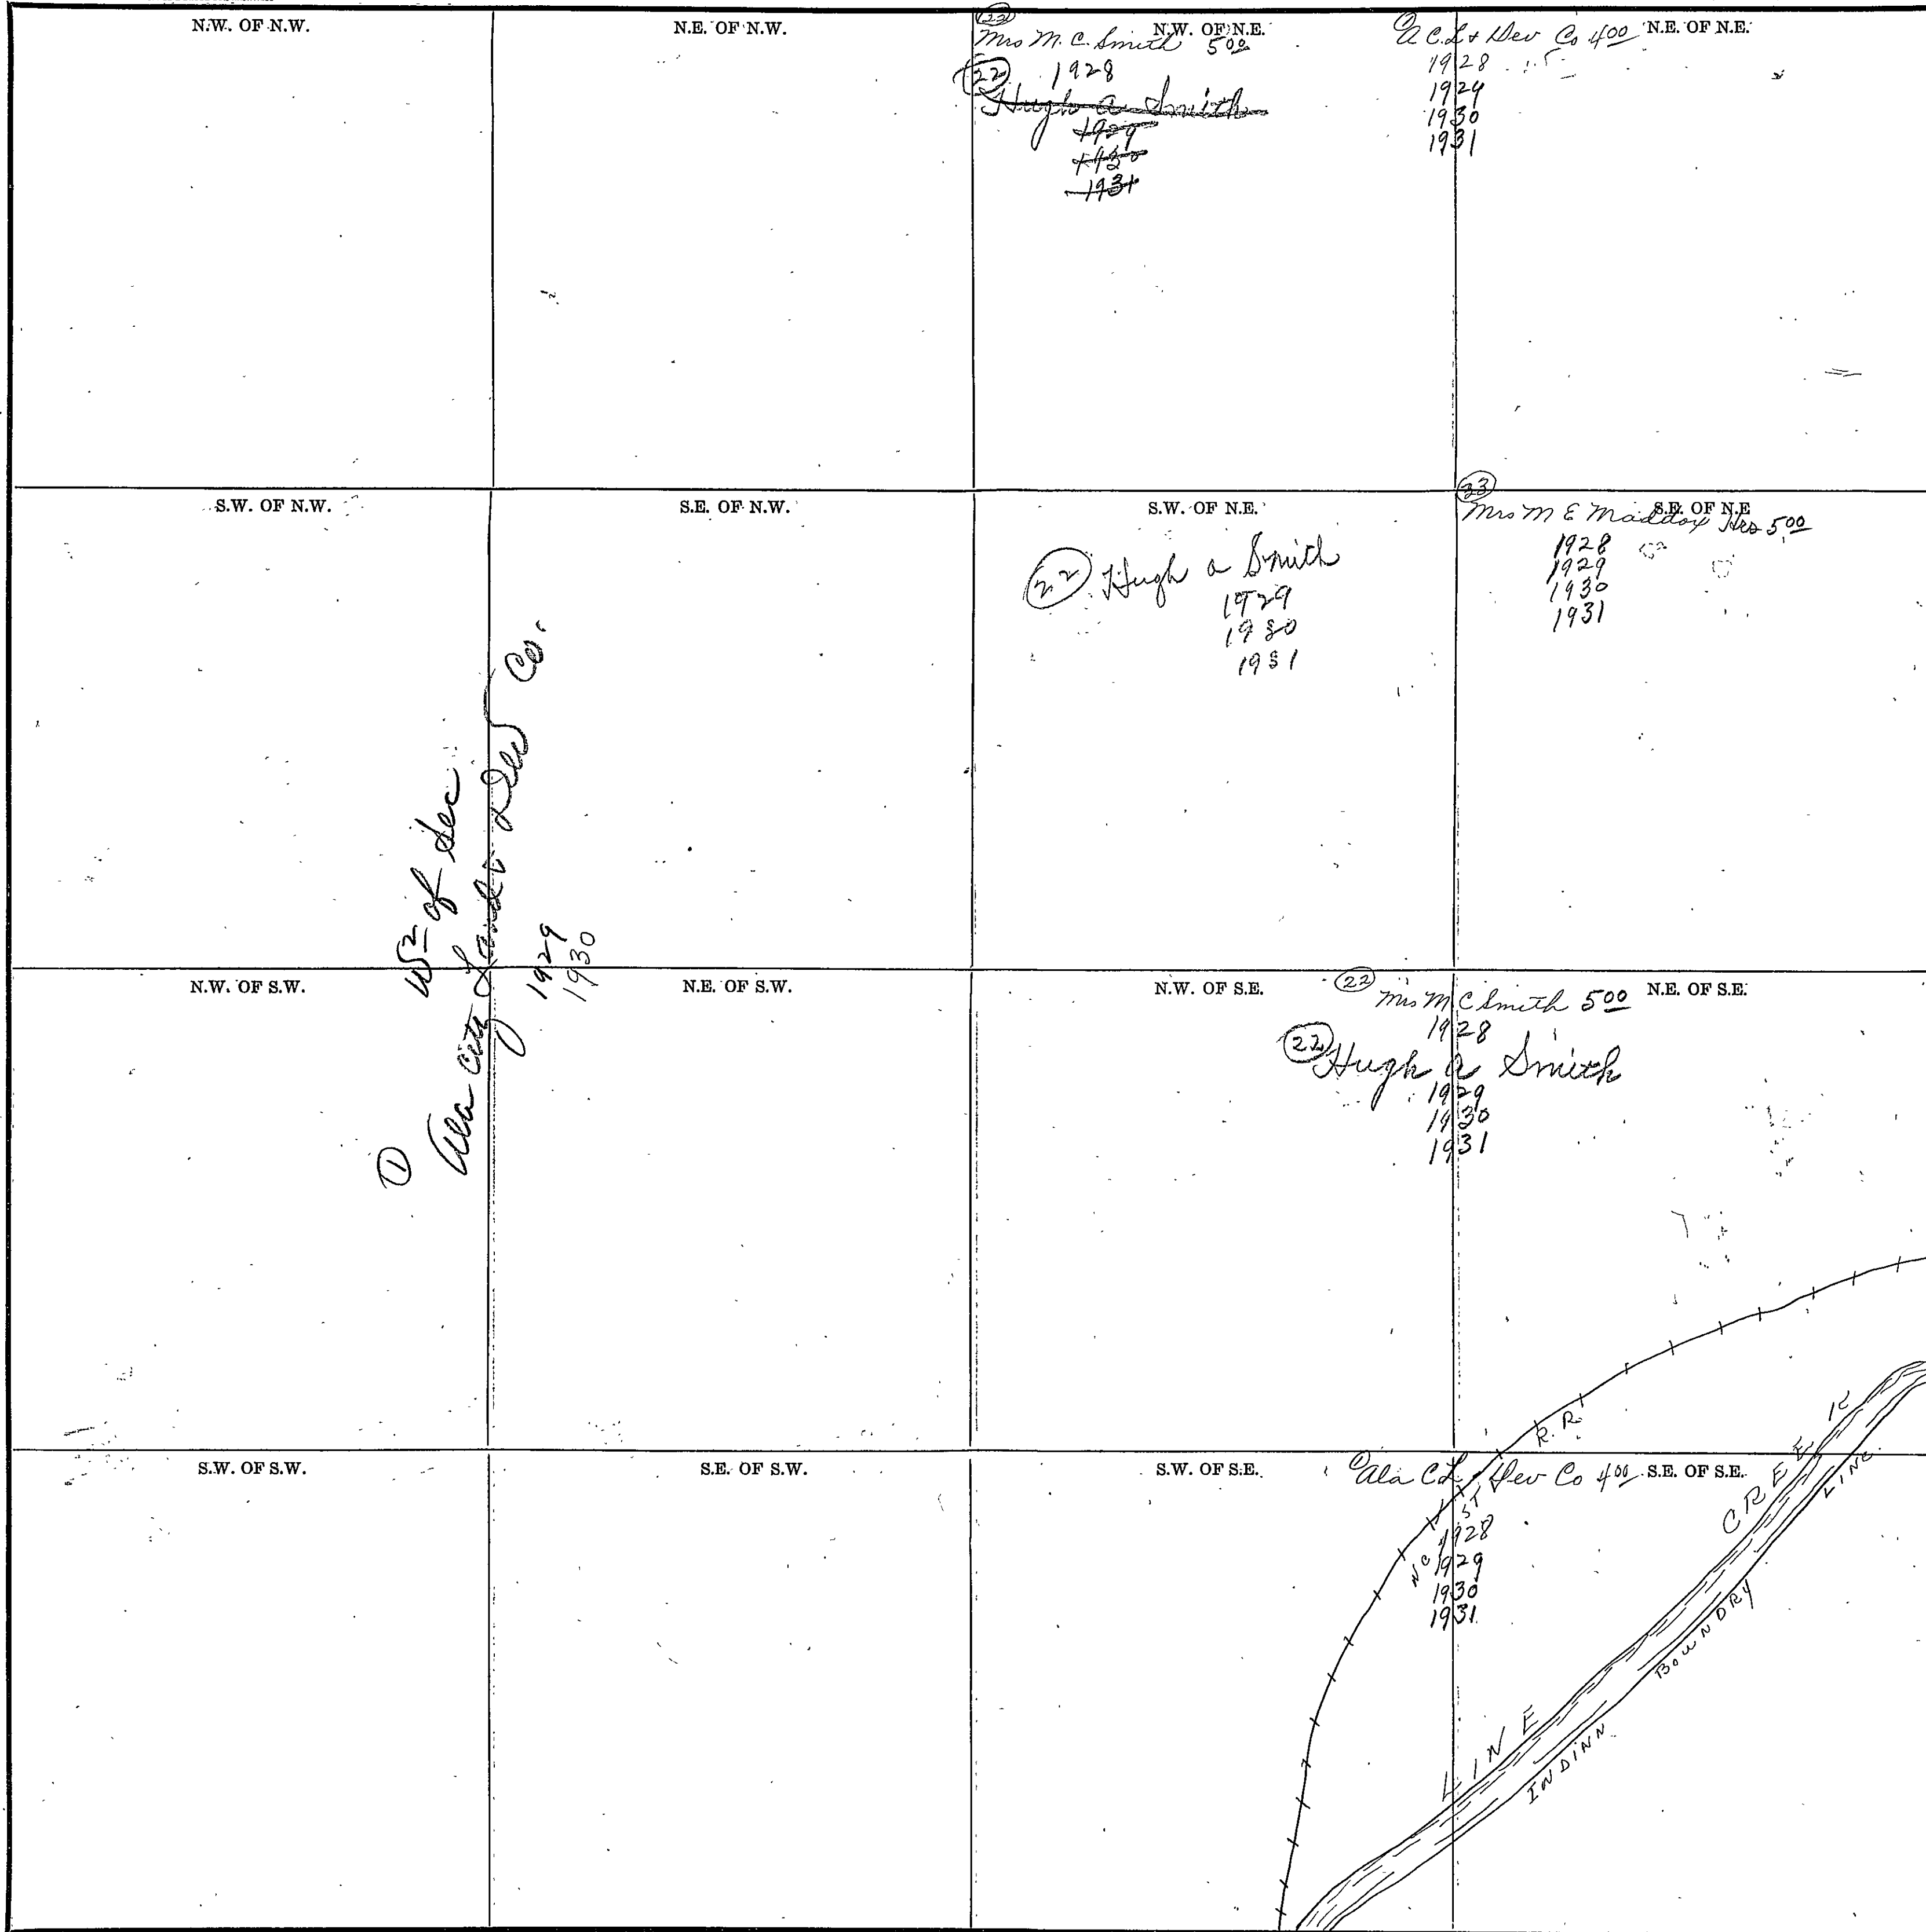 N.W. OF N.W.
N.E. OF N.W.
N.W. OF N.E.
N.E. OF N.E.
22
Mrs M. C. Smith 5 00
1928
22
Hugh a Smith
1929
1930
1931
A C. L & Dev Co 4 00
1928
1929
1930
1931
S.W. OF N.W.
S.E. OF N.W.
S.W. OF N.E.
S.E. OF N.E
22 Hugh a Smith
1929
1930
1931
23
Mrs M E Maddox Hrs 5 00
1928
1929
1930
1931
W 2 of Sec
1 Ala City Land & Dev Co.
1929
1930
N.W. OF S.W.
N.E. OF S.W.
N.W. OF S.E.
N.E. OF S.E.
22 Mrs M C Smith 5 00
1928
22 Hugh a Smith
1929
1930
1931
R. R.
S.W. OF S.W.
S.E. OF S.W.
S.W. OF S.E.
S.E. OF S.E.
Ala C L & Dev Co 4 00
NC & ST L
1928
1929
1930
1931
LINE CREEK
INDINN BOUNDRY LINE